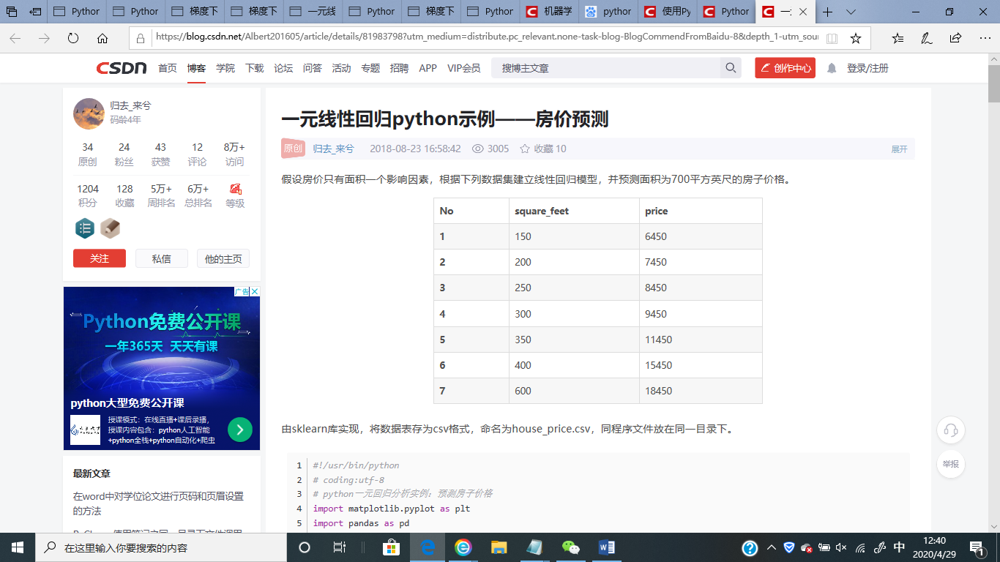 Pythor
Pythor
梯度下
梯度下
一元线
Pythor
梯度下
Pythor
机器学
python
使用Py
Pythor
https://blog.csdn.net/Albert201605/article/details/81983798?utm_medium=distribute.pc_relevant.none-task-blog-BlogCommendFromBaidu-8&depth_1-utm_sour
CSDN 首页 博客 学院 下载 论坛 问答 活动 专题 招聘 APP VIP会员 搜博主文章 创作中心 登录/注册
归去_来兮
码龄4年
34 24 43 12 8万+
原创 粉丝 获赞 评论 访问
1204 128 5万+ 6万+
积分 收藏 周排名 总排名 等级
关注 私信 他的主页
广告
Python免费公开课
一年365天 天天有课
python大型免费公开课
授课模式：在线直播+课后录播，
授课内容包含：python人工智能
+python全栈+python自动化+爬虫
最新文章
在word中对学位论文进行页码和页眉设置
的方法
一元线性回归python示例——房价预测
原创 归去_来兮 2018-08-23 16:58:42 3005 收藏 10 展开
假设房价只有面积一个影响因素，根据下列数据集建立线性回归模型，并预测面积为700平方英尺的房子价格。
No square_feet price
1 150 6450
2 200 7450
3 250 8450
4 300 9450
5 350 11450
6 400 15450
7 600 18450
由sklearn库实现，将数据表存为csv格式，命名为house_price.csv，同程序文件放在同一目录下。
1 #!/usr/bin/python
2 # coding:utf-8
3 # python一元回归分析实例：预测房子价格
4 import matplotlib.pyplot as plt
5 import pandas as pd
举报
在这里输入你要搜索的内容
中
12:40
2020/4/29
1